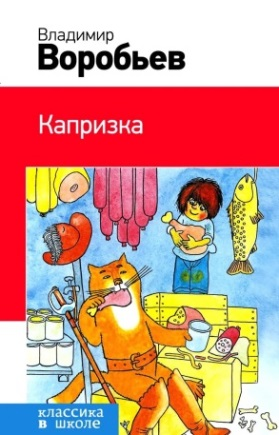 Владимир
Воробьев
Капризка
классика
в школе